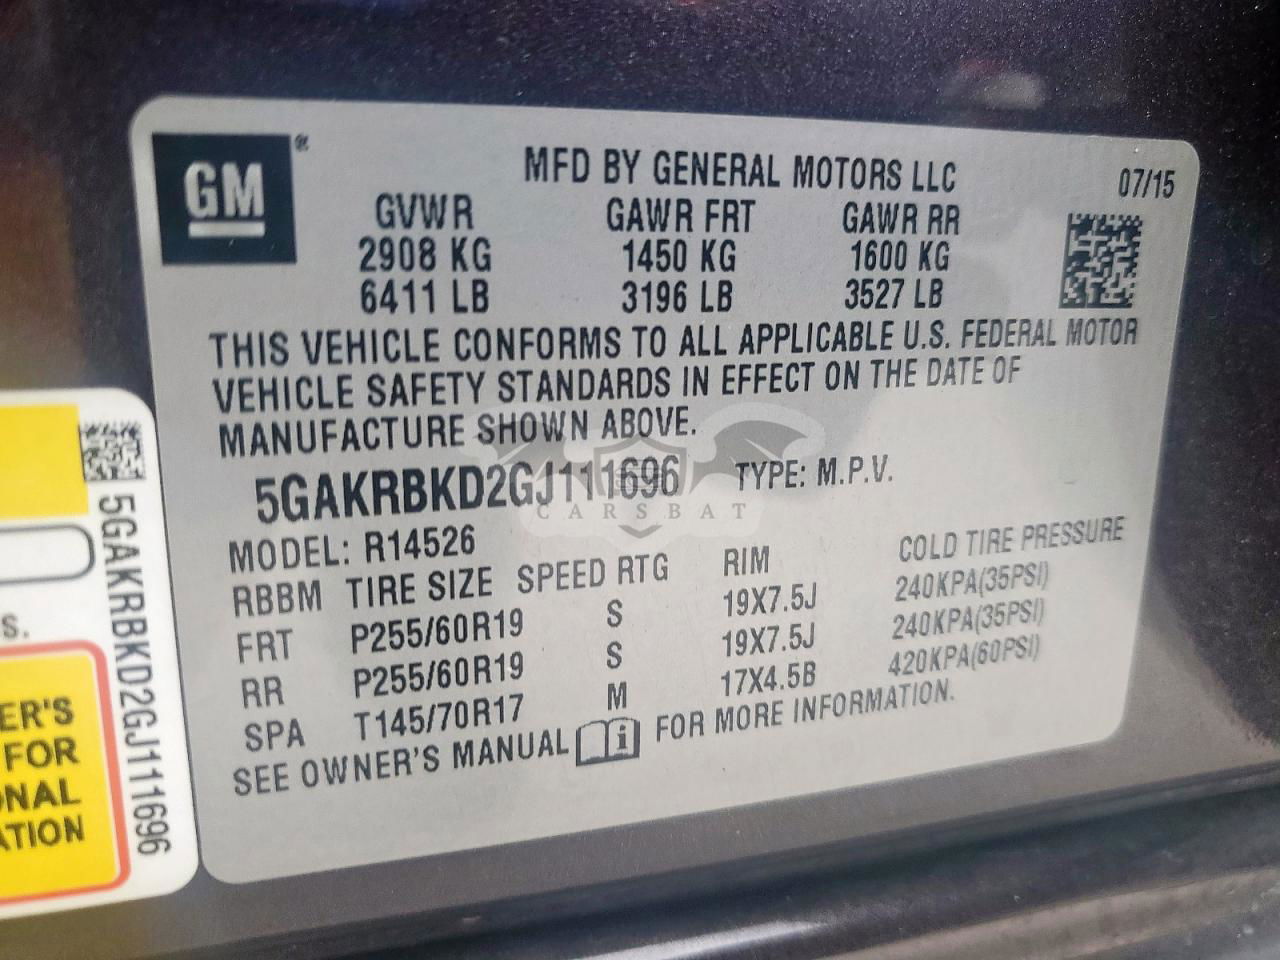 GM
®
MFD BY GENERAL MOTORS LLC
07/15
GVWR GAWR FRT GAWR RR
2908 KG 1450 KG 1600 KG
6411 LB 3196 LB 3527 LB
THIS VEHICLE CONFORMS TO ALL APPLICABLE U.S. FEDERAL MOTOR
VEHICLE SAFETY STANDARDS IN EFFECT ON THE DATE OF
MANUFACTURE SHOWN ABOVE.
5GAKRBKD2GJ111696 TYPE: M.P.V.
CARSBAT
MODEL: R14526
RBBM TIRE SIZE SPEED RTG RIM COLD TIRE PRESSURE
FRT P255/60R19 S 19X7.5J 240KPA(35PSI)
RR P255/60R19 S 19X7.5J 240KPA(35PSI)
SPA T145/70R17 M 17X4.5B 420KPA(60PSI)
SEE OWNER'S MANUAL i FOR MORE INFORMATION.
5GAKRBKD2GJ111696
S.
ER'S
FOR
ONAL
ATION